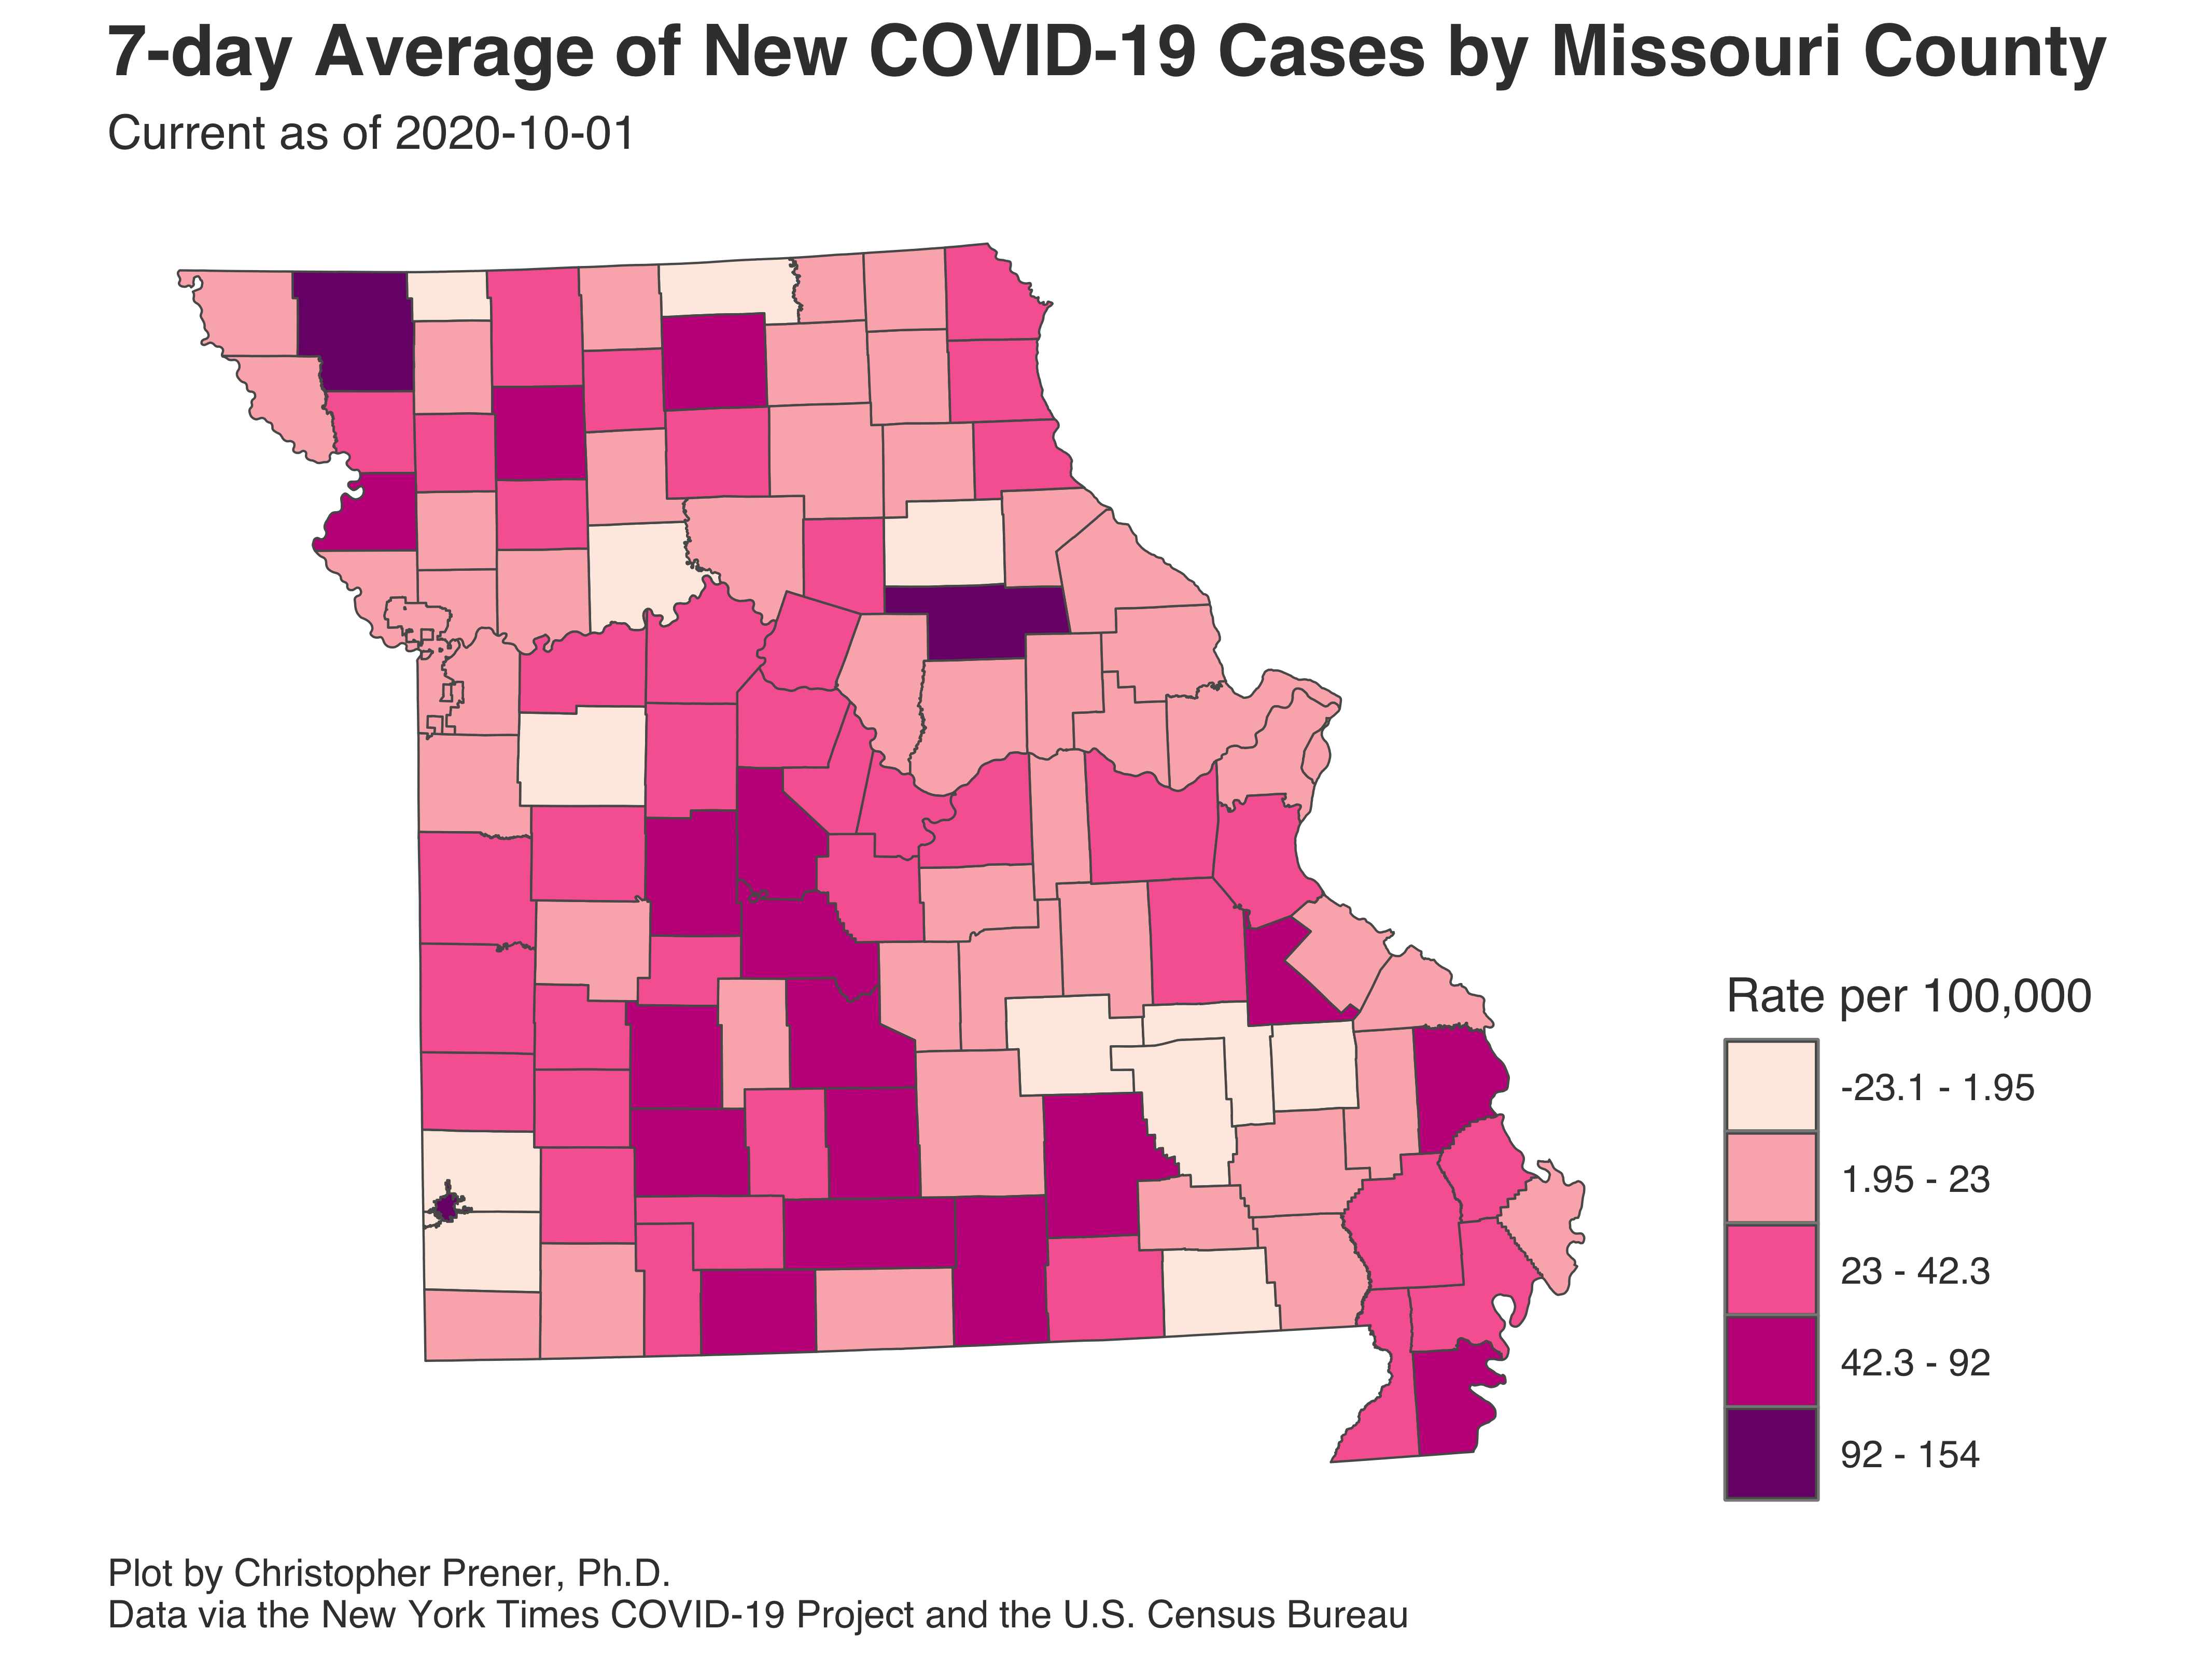 7-day Average of New COVID-19 Cases by Missouri County
Current as of 2020-10-01
Rate per 100,000
-23.1 - 1.95
1.95 - 23
23 - 42.3
42.3 - 92
92 - 154
Plot by Christopher Prener, Ph.D.
Data via the New York Times COVID-19 Project and the U.S. Census Bureau